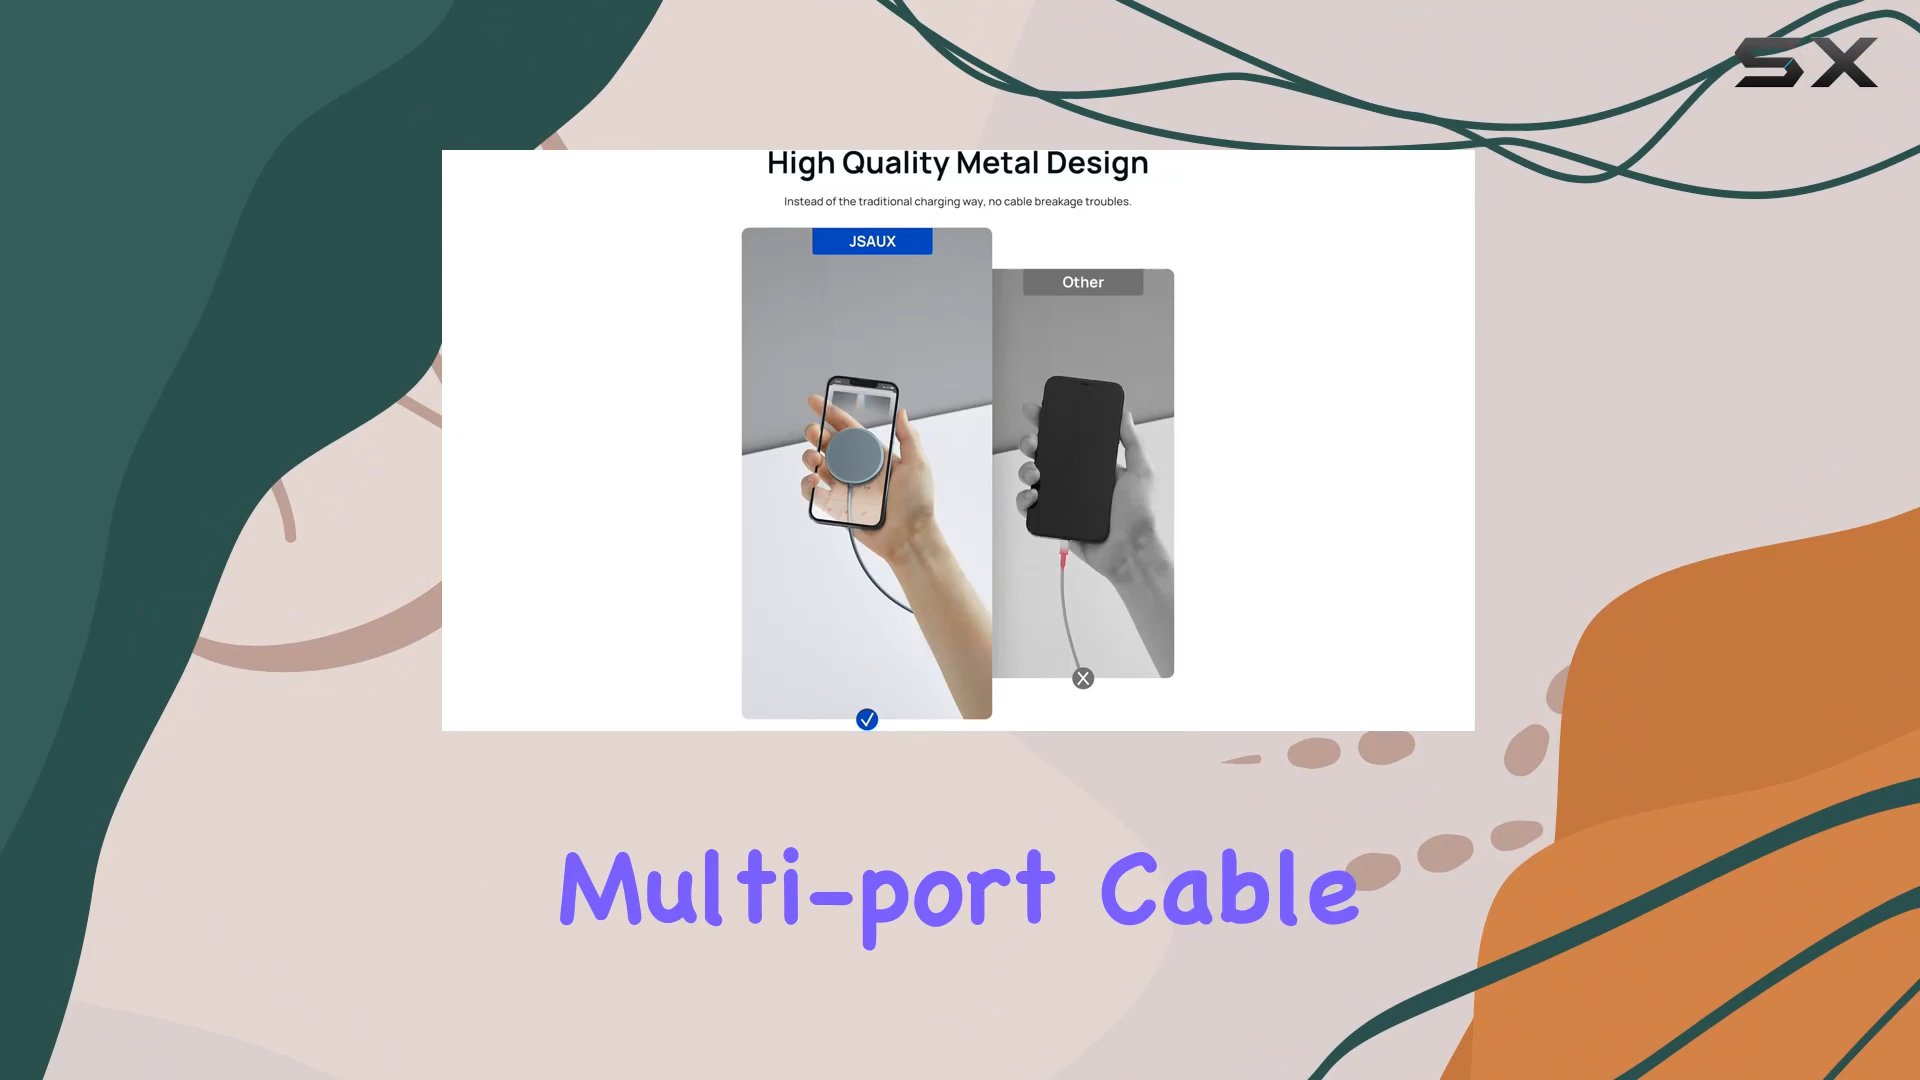 SX
High Quality Metal Design
Instead of the traditional charging way, no cable breakage troubles.
JSAUX
Other
Multi-port Cable